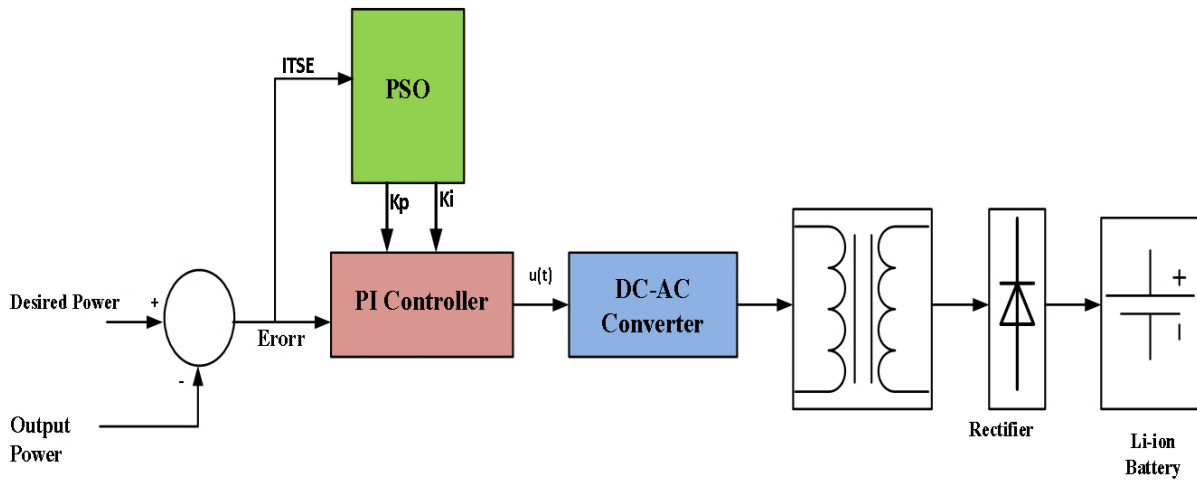 ITSE
PSO
Kp
Ki
Desired Power
+
-
Erorr
PI Controller
u(t)
DC-AC
Converter
Output
Power
Rectifier
+
Li-ion
Battery